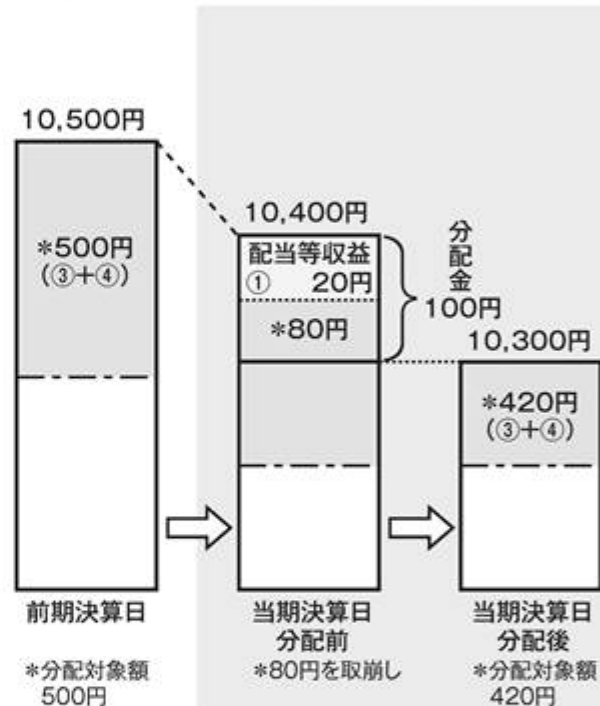 10,500円
*500円
(③+④)
前期決算日
*分配対象額
500円
10,400円
配当等収益
① 20円
*80円
分配金
100円
当期決算日
分配前
*80円を取崩し
10,300円
*420円
(③+④)
当期決算日
分配後
*分配対象額
420円